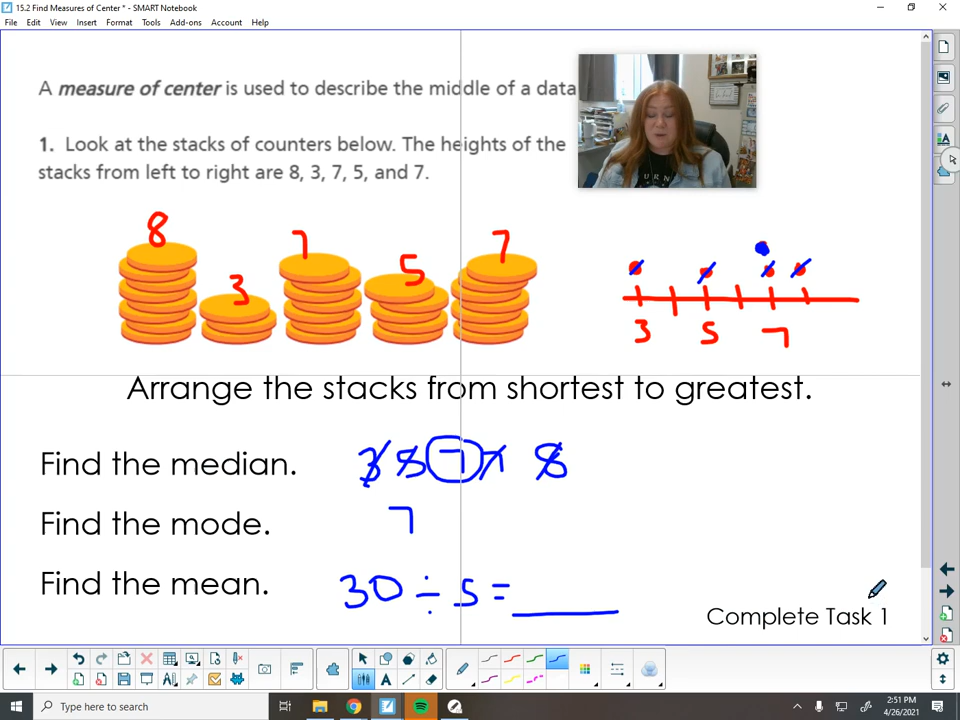 15.2 Find Measures of Center * - SMART Notebook
File Edit View Insert Format Tools Add-ons Account Help
A measure of center is used to describe the middle of a data
1. Look at the stacks of counters below. The heights of the
stacks from left to right are 8, 3, 7, 5, and 7.
8 3 7 5 7
3 5 7
Arrange the stacks from shortest to greatest.
Find the median. 3 5 7 7 8
Find the mode. 7
Find the mean. 30 ÷ 5 = ____
Complete Task 1
Type here to search
2:51 PM
4/26/2021